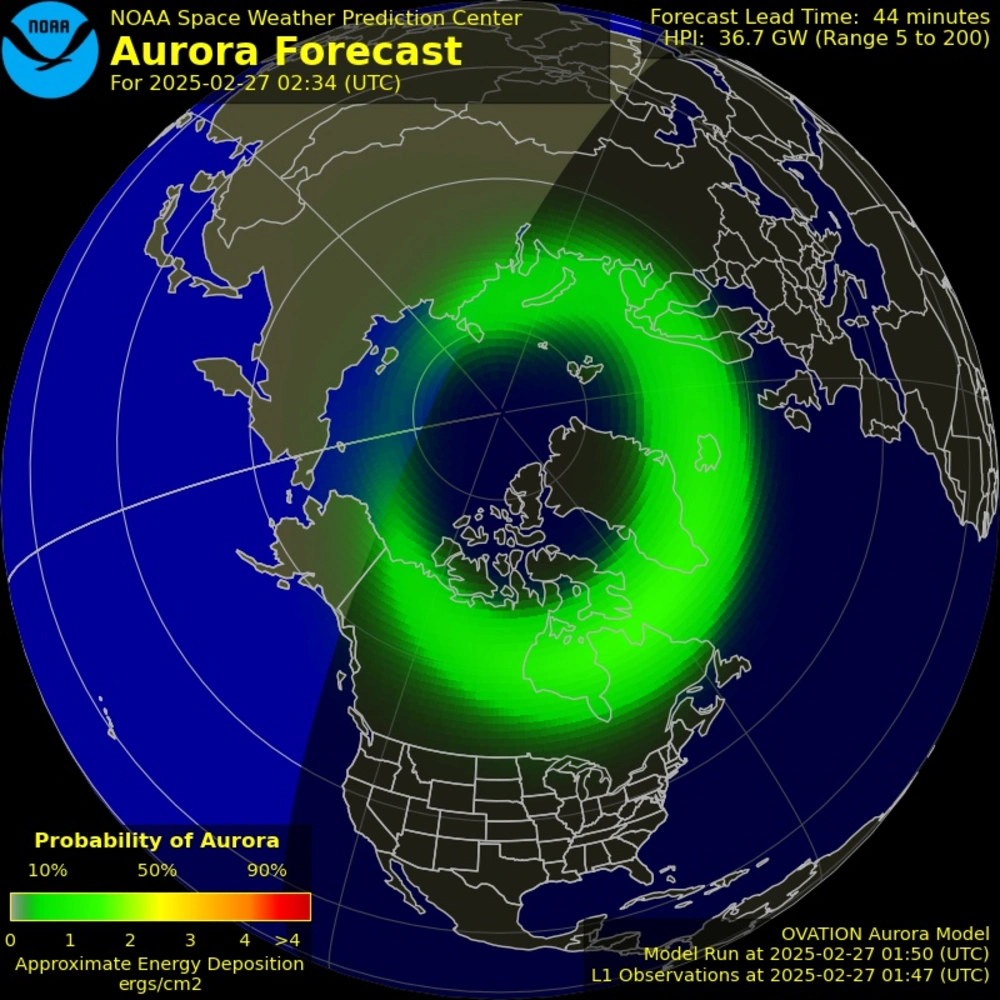 NOAA
NOAA Space Weather Prediction Center
Aurora Forecast
For 2025-02-27 02:34 (UTC)
Forecast Lead Time: 44 minutes
HPI: 36.7 GW (Range 5 to 200)
Probability of Aurora
10% 50% 90%
0 1 2 3 4 >4
Approximate Energy Deposition
ergs/cm2
OVATION Aurora Model
Model Run at 2025-02-27 01:50 (UTC)
L1 Observations at 2025-02-27 01:47 (UTC)